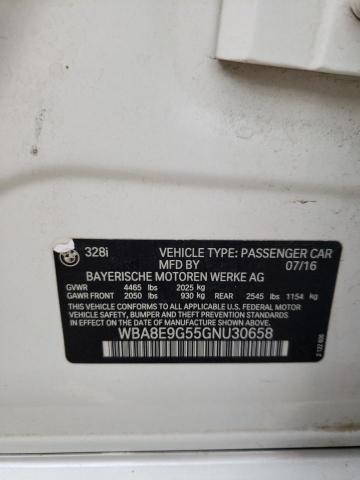 328i VEHICLE TYPE: PASSENGER CAR
MFD BY 07/16
BAYERISCHE MOTOREN WERKE AG
GVWR 4465 lbs 2025 kg
GAWR FRONT 2050 lbs 930 kg REAR 2545 lbs 1154 kg
THIS VEHICLE CONFORMS TO ALL APPLICABLE FEDERAL MOTOR
VEHICLE SAFETY, BUMPER, AND THEFT PREVENTION STANDARDS
IN EFFECT ON THE DATE OF MANUFACTURE SHOWN ABOVE.
WBA8E9G55GNU30658